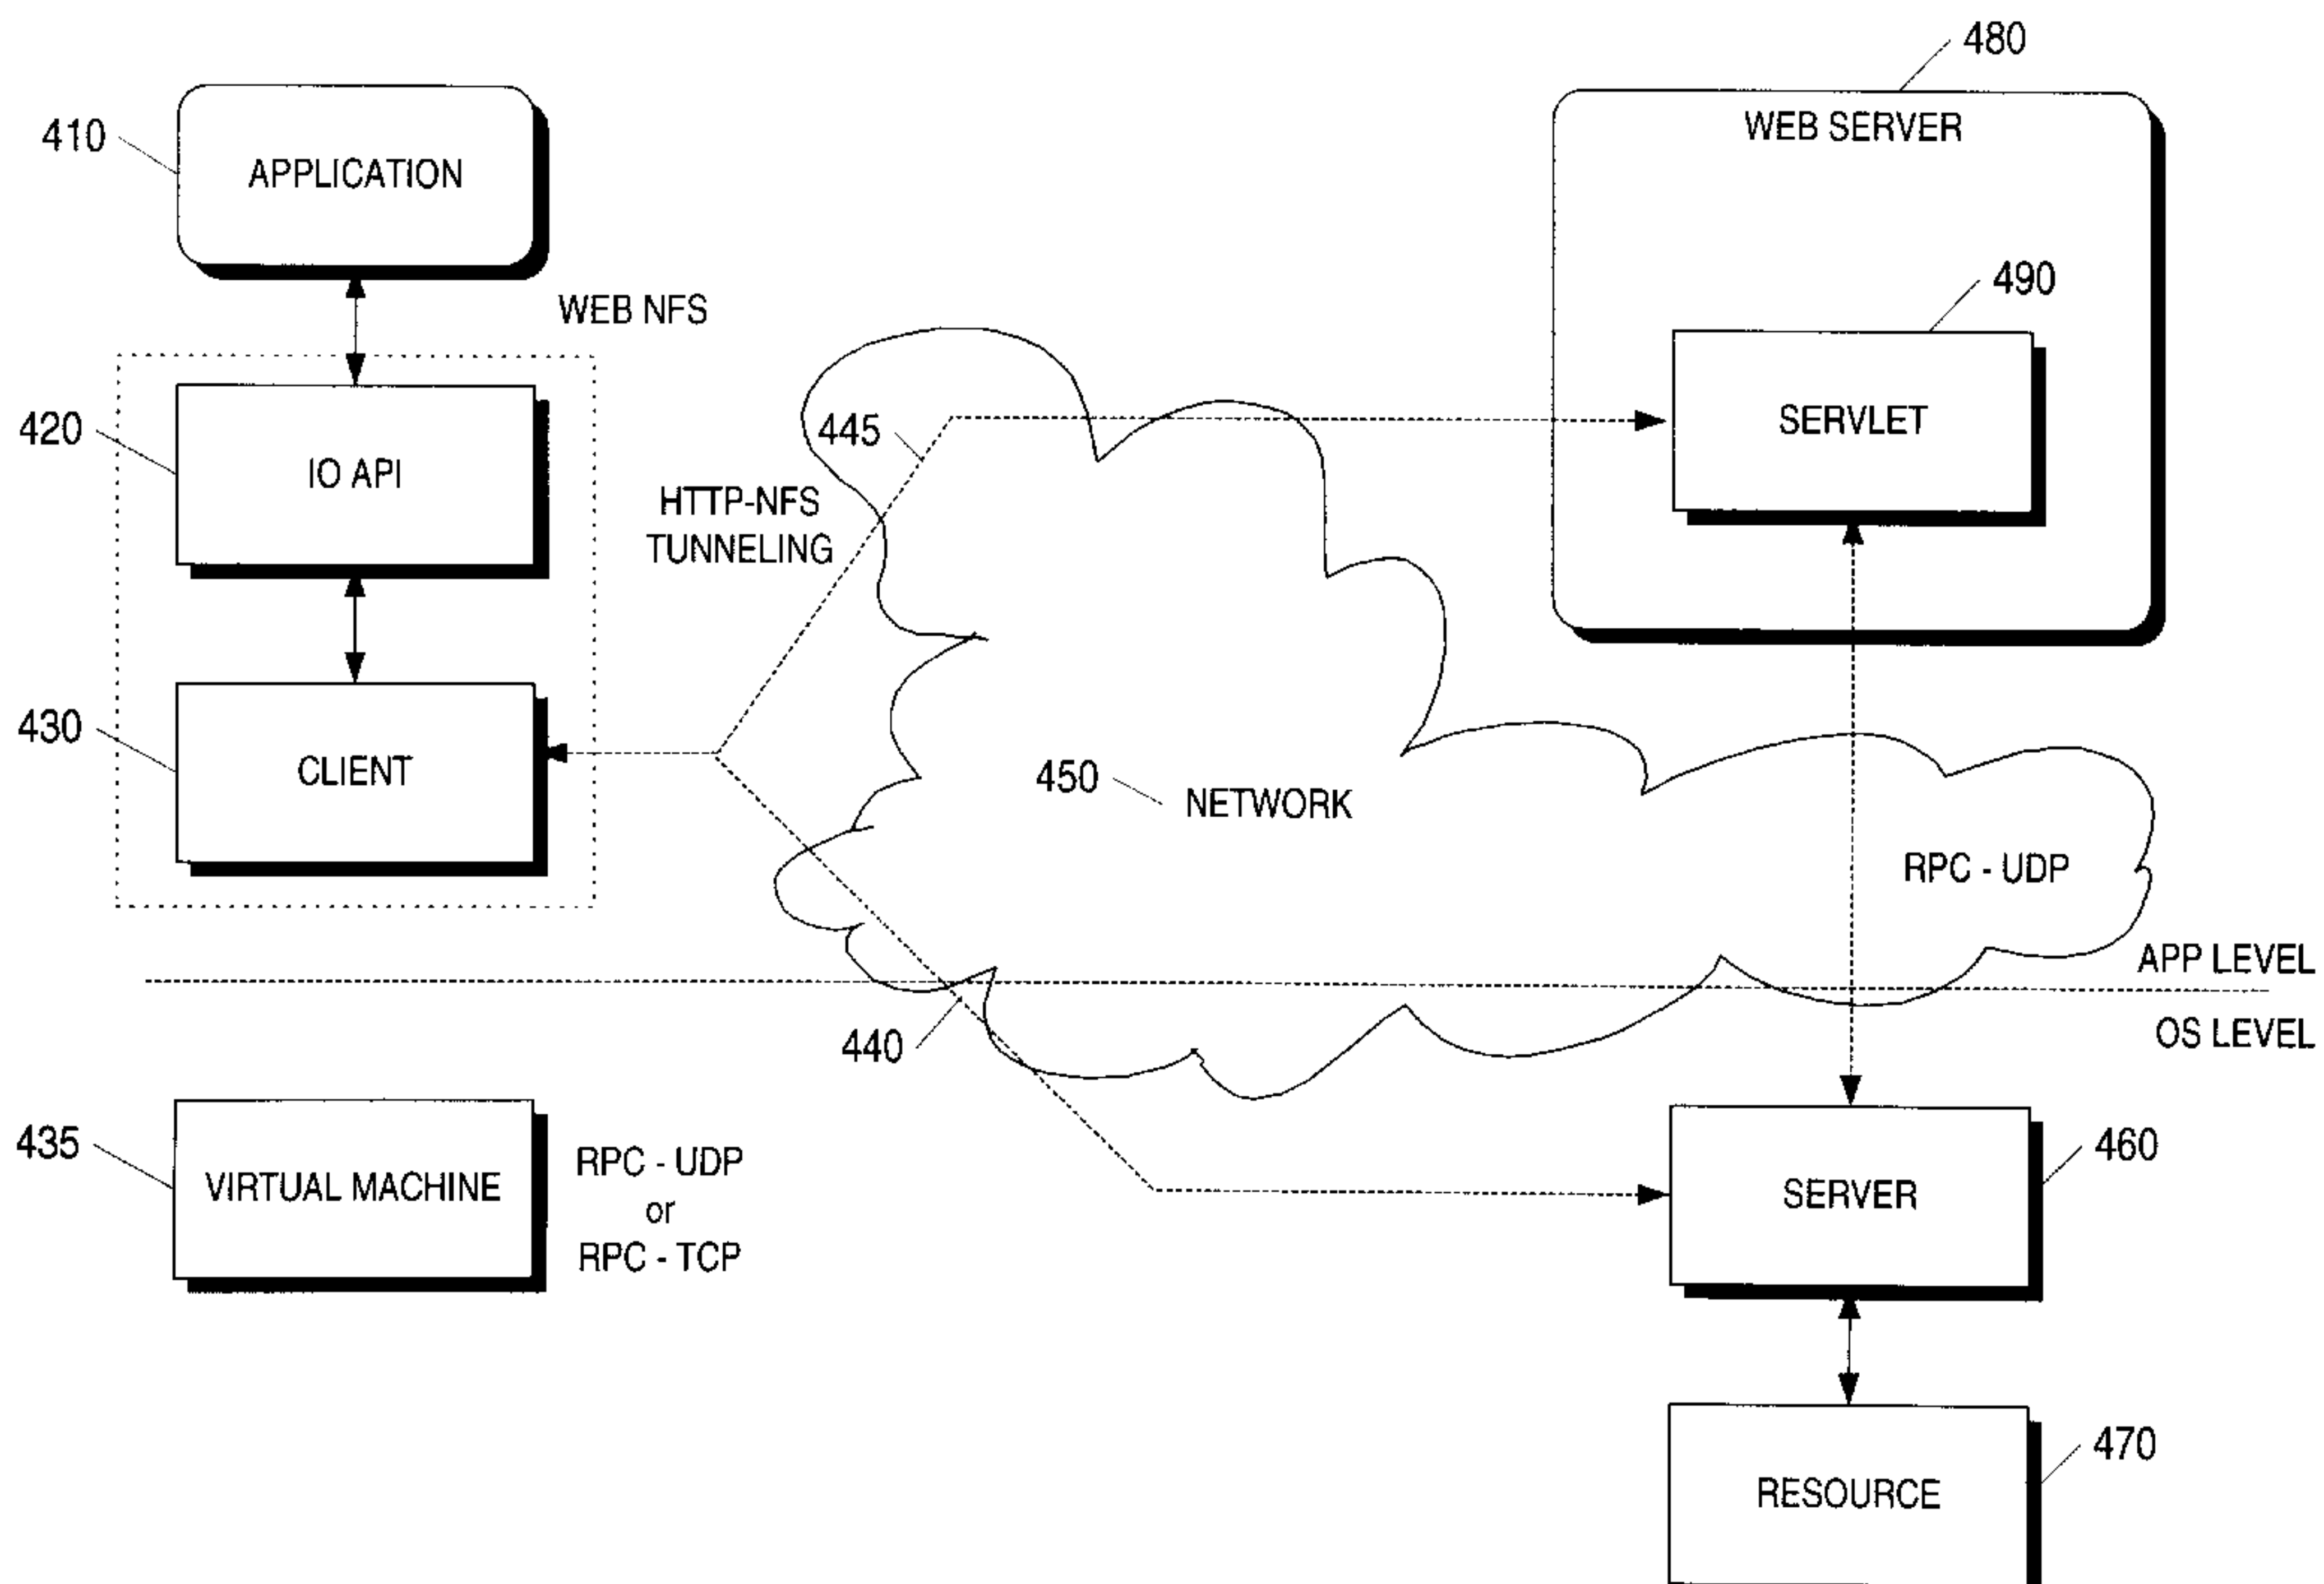 480
WEB SERVER
410
APPLICATION
490
WEB NFS
420
IO API
445
SERVLET
HTTP-NFS
TUNNELING
430
CLIENT
450
NETWORK
RPC - UDP
APP LEVEL
440
OS LEVEL
435
VIRTUAL MACHINE
RPC - UDP
or
RPC - TCP
460
SERVER
470
RESOURCE